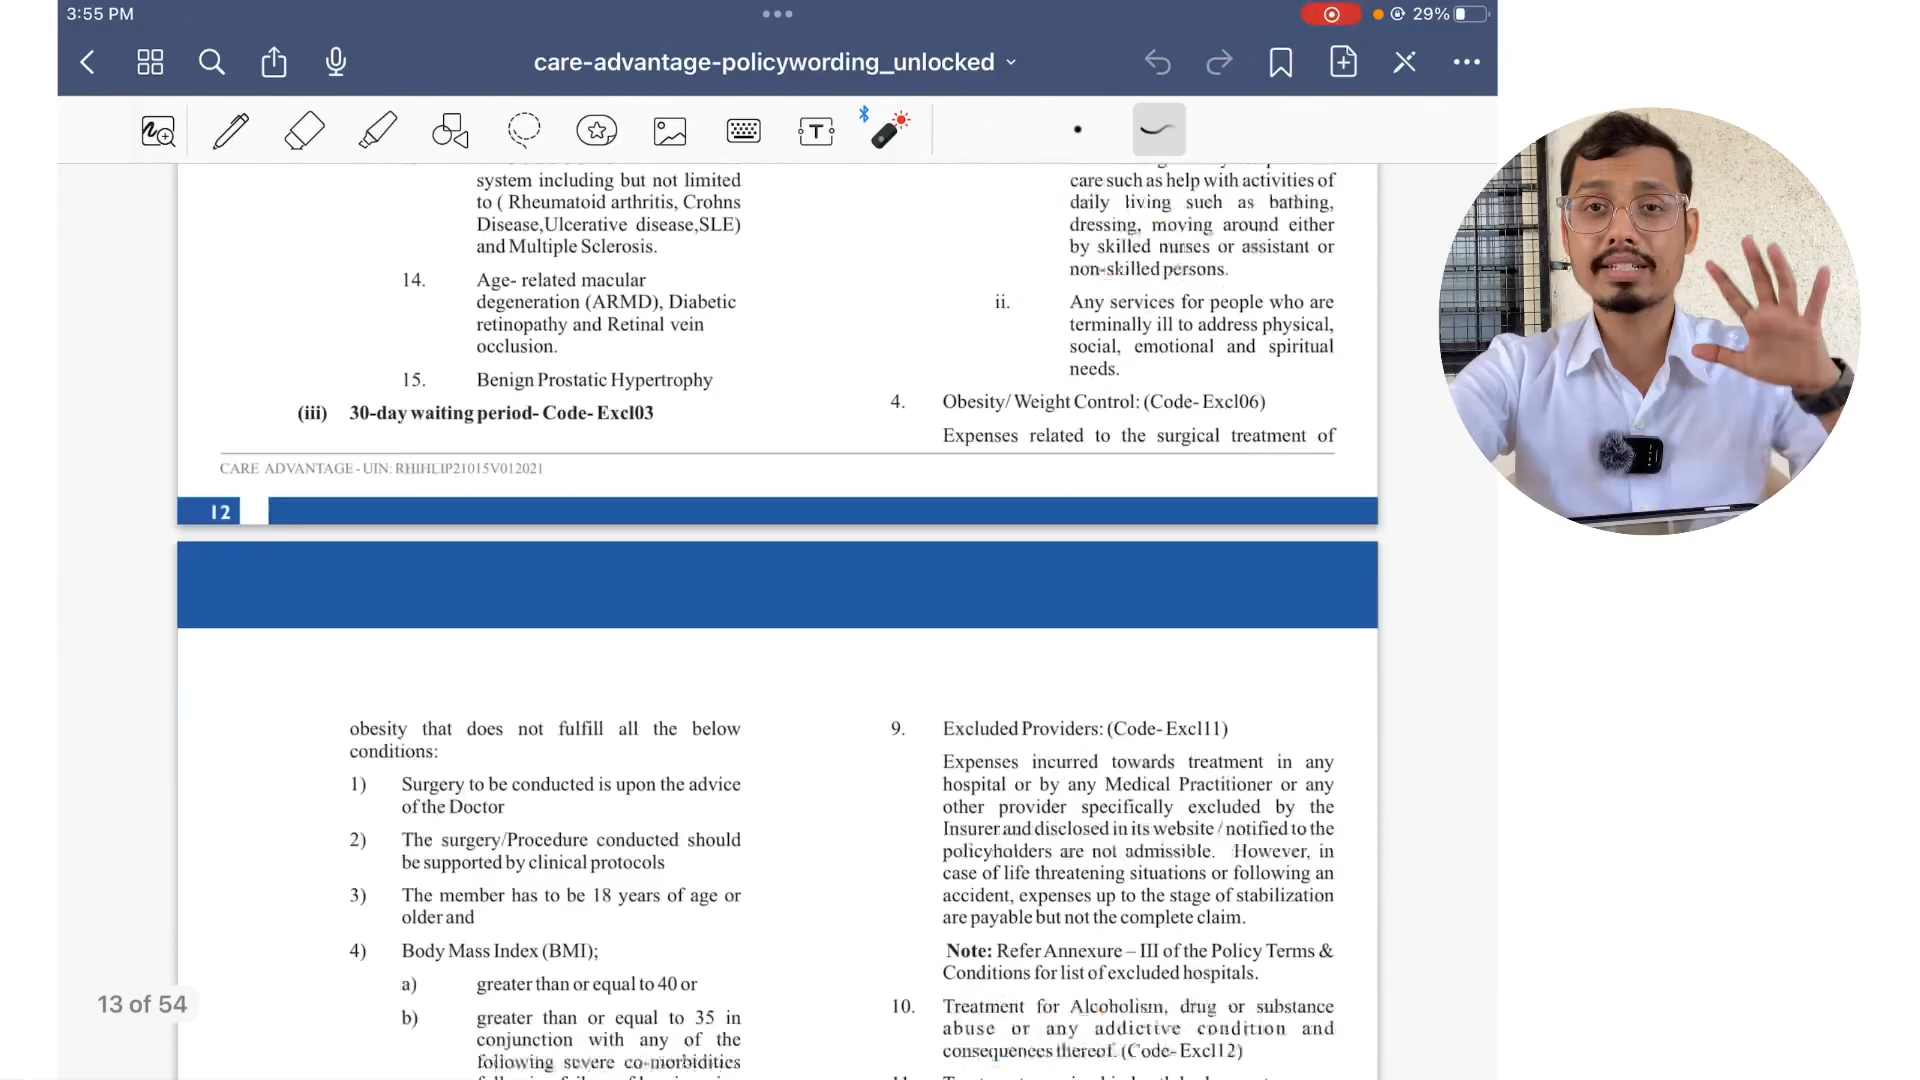 3:55 PM
29%
care-advantage-policywording_unlocked
T
system including but not limited
to ( Rheumatoid arthritis, Crohns
Disease,Ulcerative disease,SLE)
and Multiple Sclerosis.
14. Age- related macular
degeneration (ARMD), Diabetic
retinopathy and Retinal vein
occlusion.
15. Benign Prostatic Hypertrophy
(iii) 30-day waiting period- Code- Excl03
care such as help with activities of
daily living such as bathing,
dressing, moving around either
by skilled nurses or assistant or
non-skilled persons.
ii. Any services for people who are
terminally ill to address physical,
social, emotional and spiritual
needs.
4. Obesity/ Weight Control: (Code- Excl06)
Expenses related to the surgical treatment of
CARE ADVANTAGE - UIN: RHIHLIP21015V012021
12
obesity that does not fulfill all the below
conditions:
1) Surgery to be conducted is upon the advice
of the Doctor
2) The surgery/Procedure conducted should
be supported by clinical protocols
3) The member has to be 18 years of age or
older and
4) Body Mass Index (BMI);
a) greater than or equal to 40 or
b) greater than or equal to 35 in
conjunction with any of the
following severe co-morbidities
9. Excluded Providers: (Code- Excl11)
Expenses incurred towards treatment in any
hospital or by any Medical Practitioner or any
other provider specifically excluded by the
Insurer and disclosed in its website / notified to the
policyholders are not admissible. However, in
case of life threatening situations or following an
accident, expenses up to the stage of stabilization
are payable but not the complete claim.
Note: Refer Annexure – III of the Policy Terms &
Conditions for list of excluded hospitals.
10. Treatment for Alcoholism, drug or substance
abuse or any addictive condition and
consequences thereof. (Code- Excl12)
13 of 54